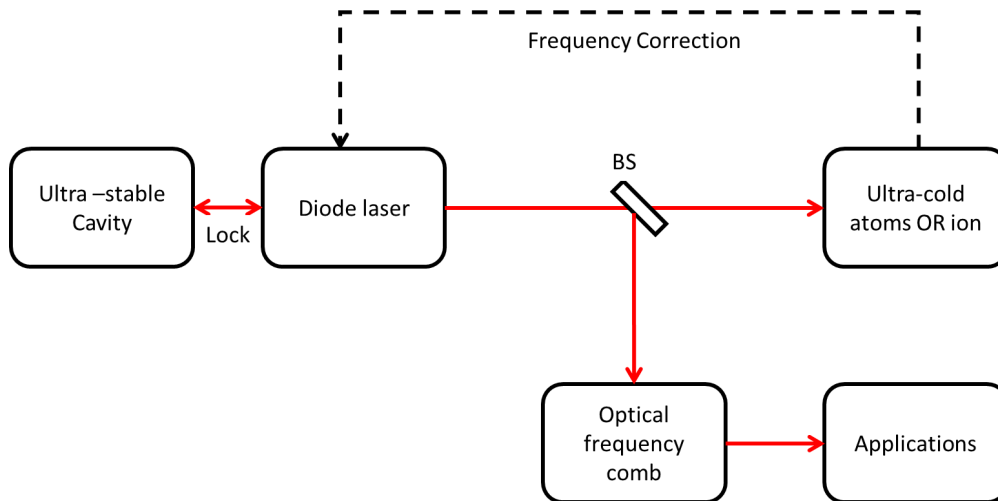 Frequency Correction
BS
Ultra –stable
Cavity
Lock
Diode laser
Ultra-cold
atoms OR ion
Optical
frequency
comb
Applications